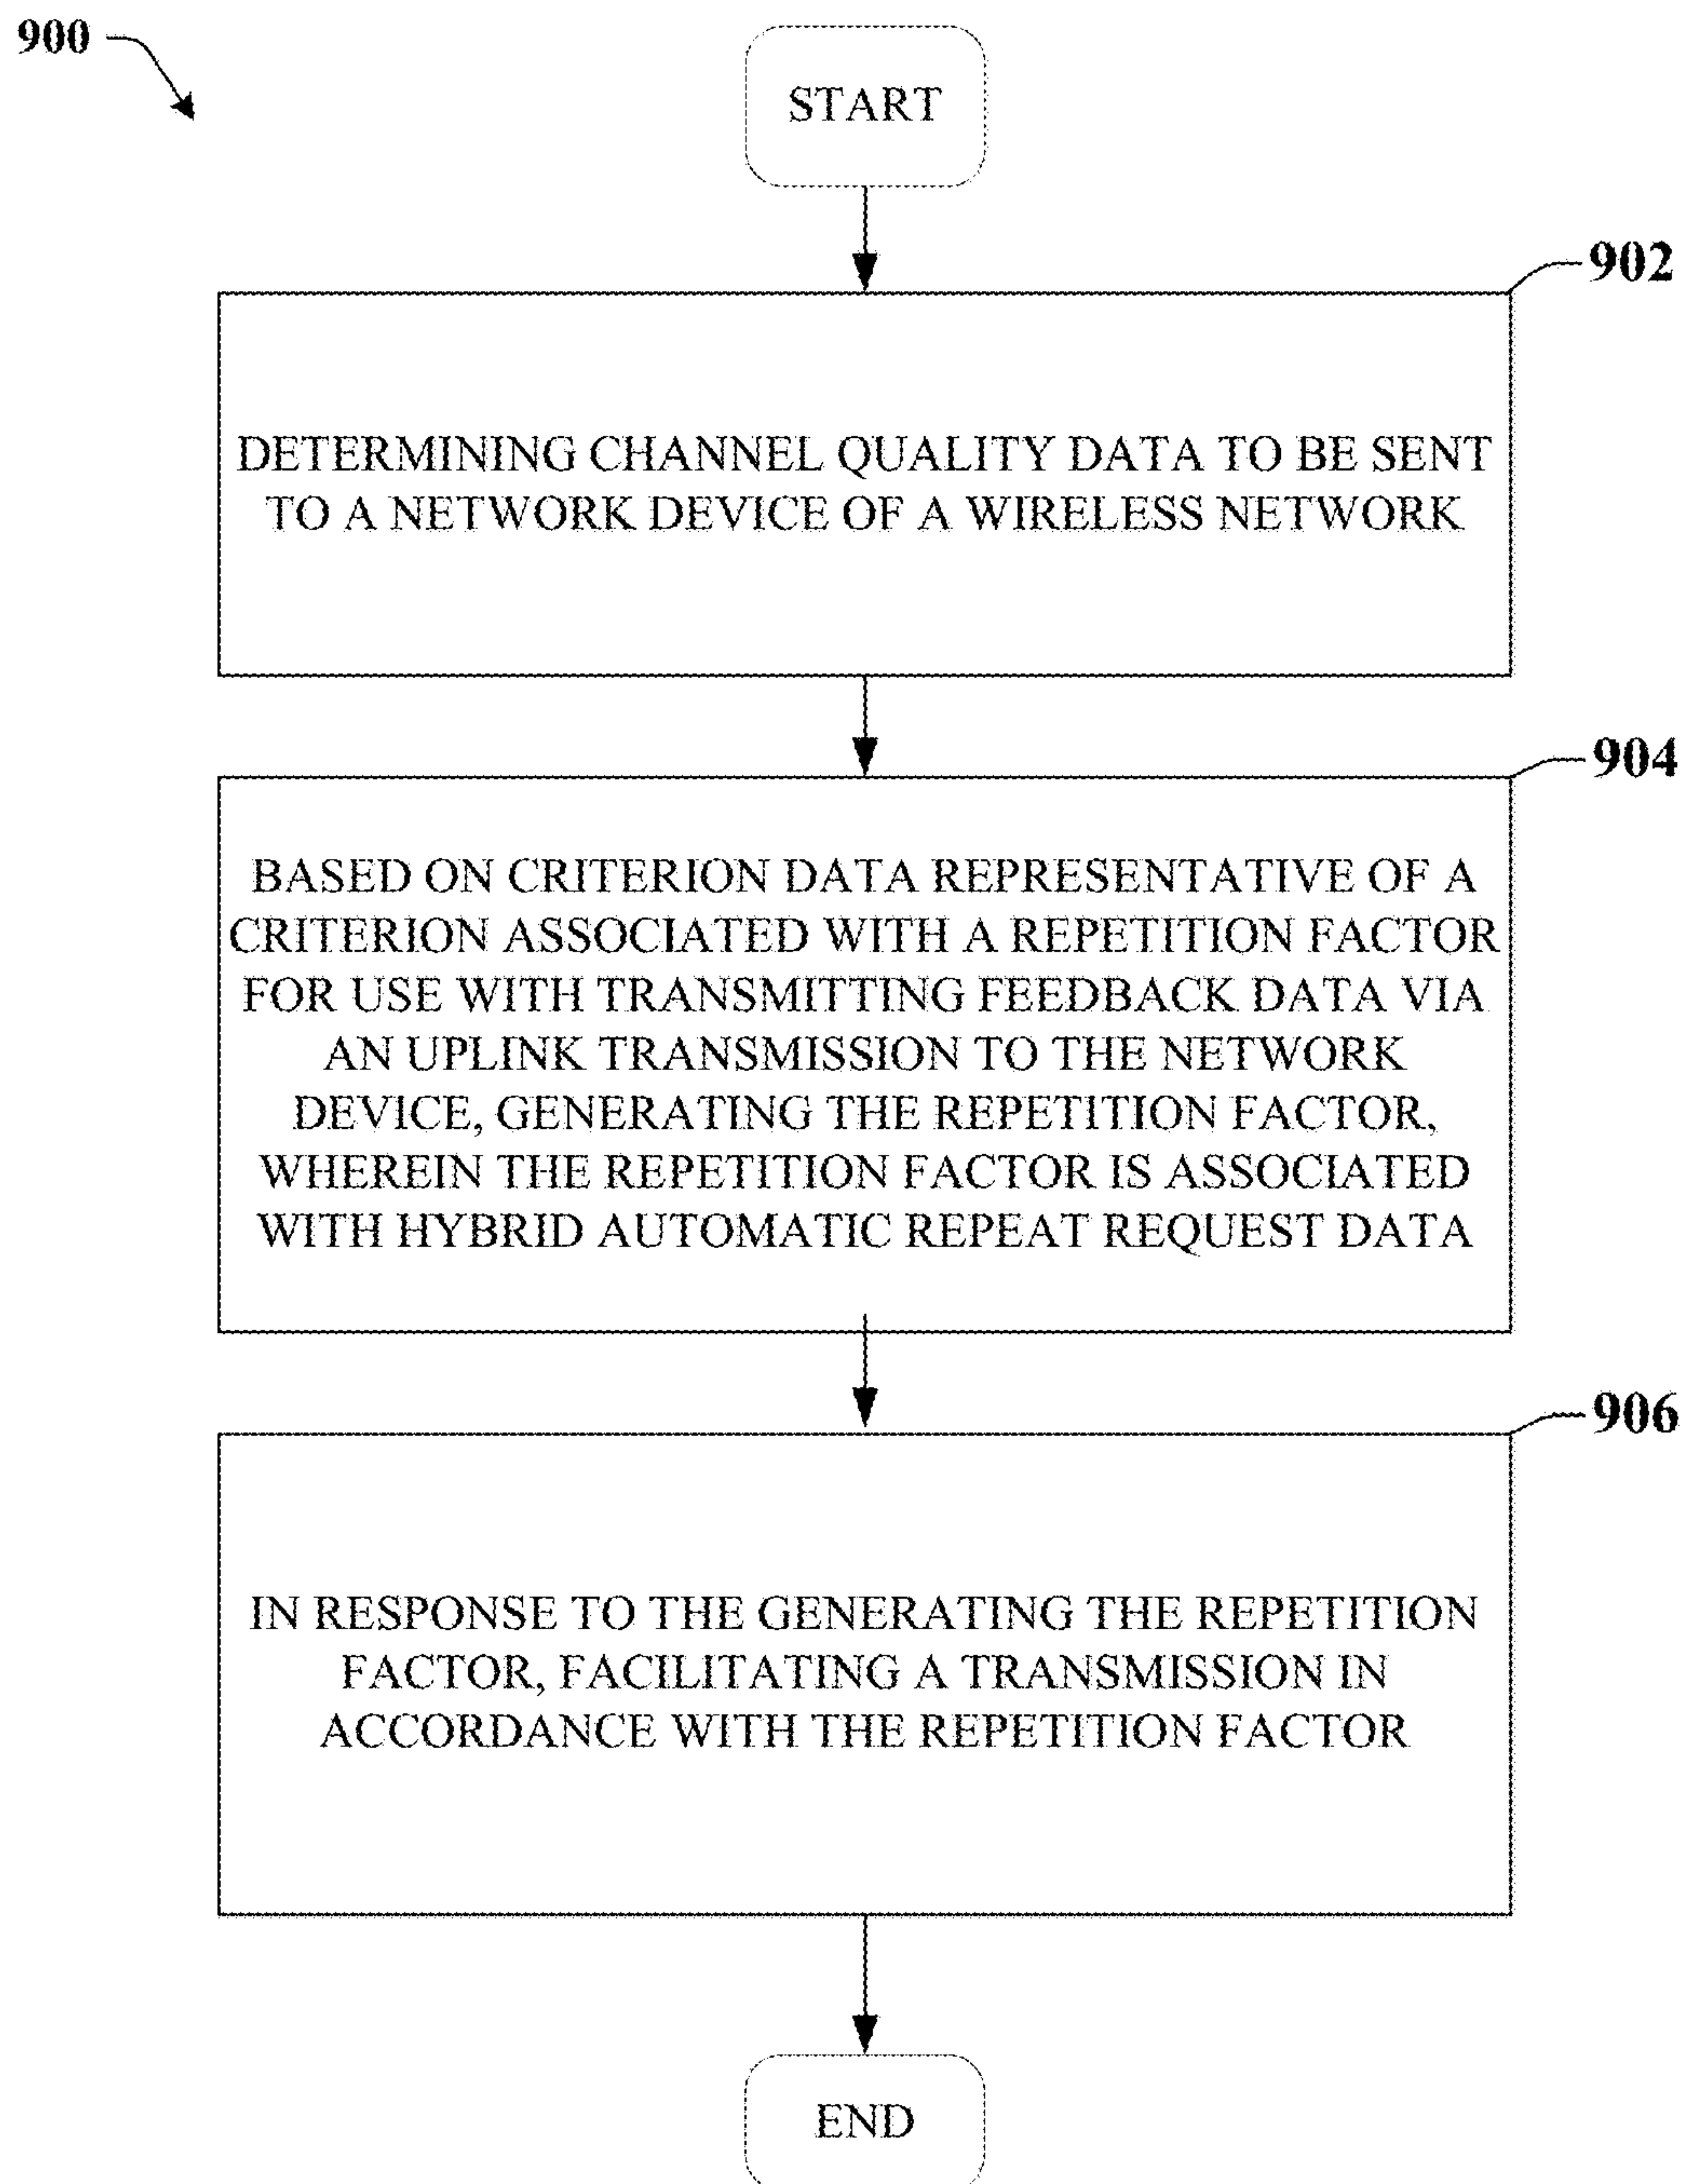 900
START
902
DETERMINING CHANNEL QUALITY DATA TO BE SENT
TO A NETWORK DEVICE OF A WIRELESS NETWORK
904
BASED ON CRITERION DATA REPRESENTATIVE OF A
CRITERION ASSOCIATED WITH A REPETITION FACTOR
FOR USE WITH TRANSMITTING FEEDBACK DATA VIA
AN UPLINK TRANSMISSION TO THE NETWORK
DEVICE, GENERATING THE REPETITION FACTOR,
WHEREIN THE REPETITION FACTOR IS ASSOCIATED
WITH HYBRID AUTOMATIC REPEAT REQUEST DATA
906
IN RESPONSE TO THE GENERATING THE REPETITION
FACTOR, FACILITATING A TRANSMISSION IN
ACCORDANCE WITH THE REPETITION FACTOR
END